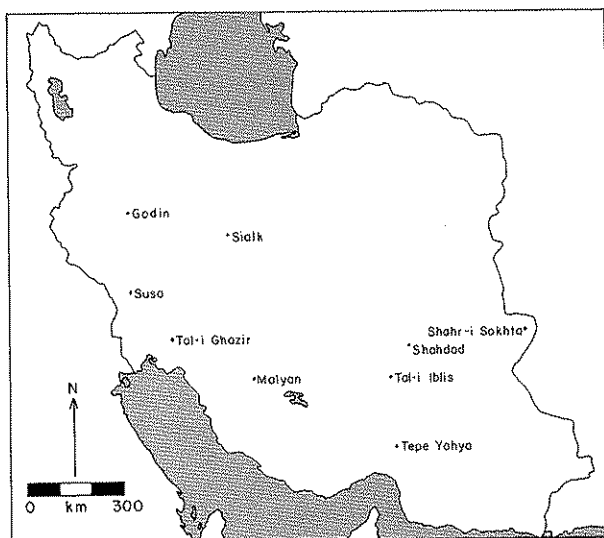 Godin
Sialk
Susa
Shahr-i Sokhta
Tal-i Ghazir
Shahdad
Malyan
Tal-i Iblis
N
Tepe Yahya
0 km 300